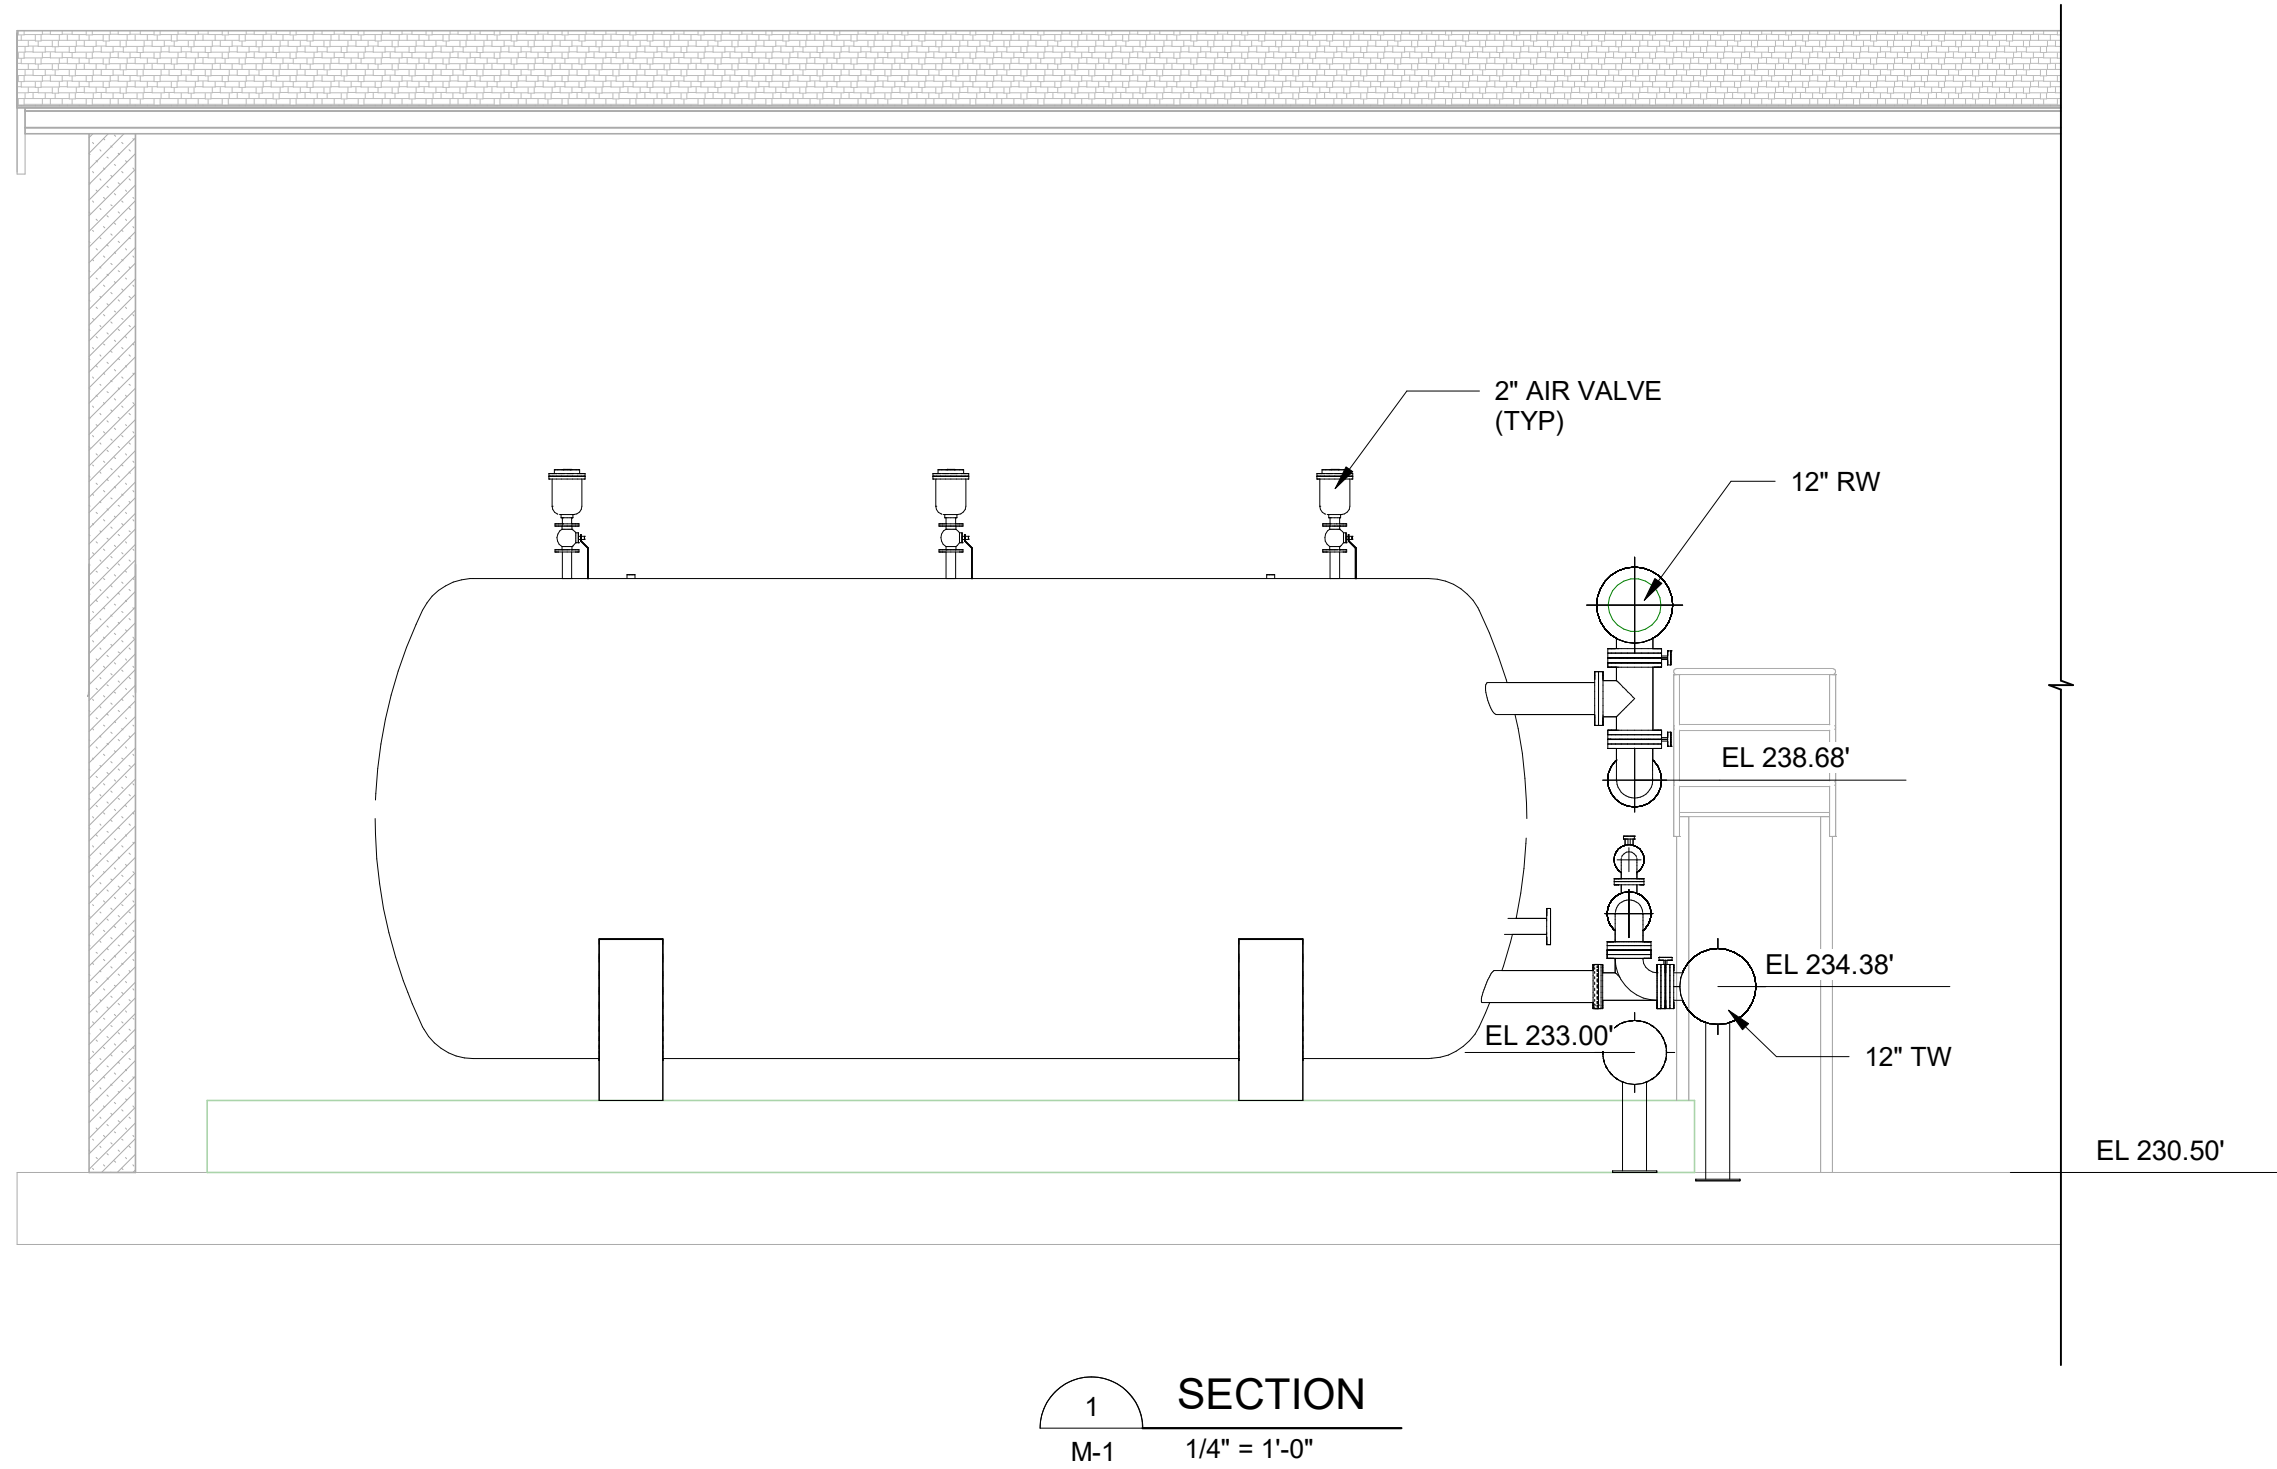 2" AIR VALVE
(TYP)
12" RW
EL 238.68'
EL 234.38'
EL 233.00'
12" TW
EL 230.50'
1
SECTION
M-1
1/4" = 1'-0"